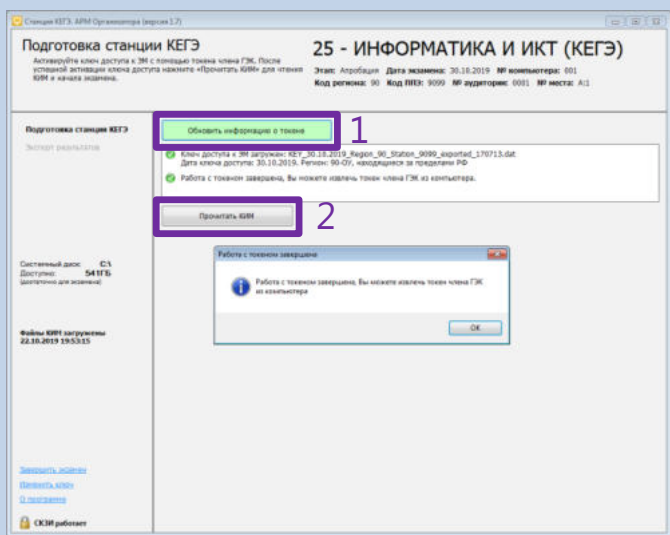 Станция КЕГЭ. АРМ Организатора (версия 1.7)
Подготовка станции КЕГЭ
Активируйте ключ доступа к ЭМ с помощью токена члена ГЭК. После
успешной активации ключа доступа нажмите «Прочитать КИМ» для чтения
КИМ и начала экзамена.
25 - ИНФОРМАТИКА И ИКТ (КЕГЭ)
Этап: Апробация Дата экзамена: 30.10.2019 № компьютера: 001
Код региона: 90 Код ППЭ: 9099 № аудитории: 0001 № места: А:1
Подготовка станции КЕГЭ
Экспорт результатов
Обновить информацию о токене
1
Ключ доступа к ЭМ загружен: KEY_30.10.2019_Region_90_Station_9099_exported_170713.dat
Дата ключа доступа: 30.10.2019. Регион: 90-ОУ, находящиеся за пределами РФ
Работа с токеном завершена, Вы можете извлечь токен члена ГЭК из компьютера.
Прочитать КИМ
2
Работа с токеном завершена
Работа с токеном завершена, Вы можете извлечь токен члена ГЭК
из компьютера
OK
Системный диск: C:\
Доступно: 541ГБ
(достаточно для экзамена)
Файлы КИМ загружены
22.10.2019 19:53:15
Завершить экзамен
Изменить ключ
О программе
СКЗИ работает